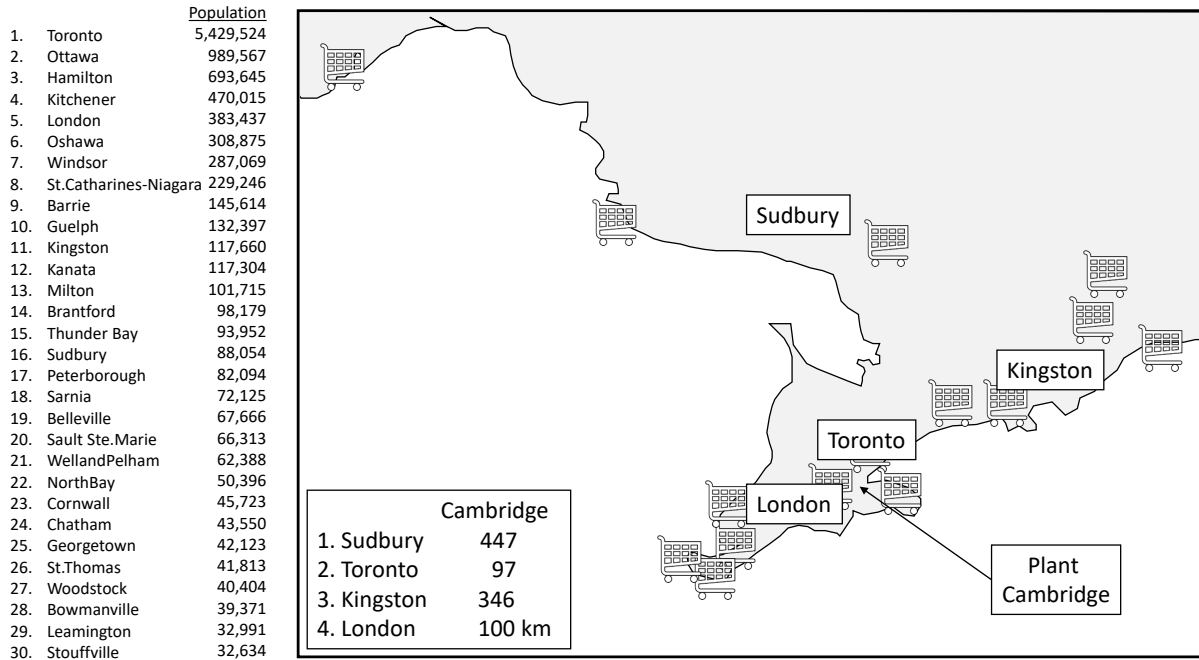 Population
1. Toronto 5,429,524
2. Ottawa 989,567
3. Hamilton 693,645
4. Kitchener 470,015
5. London 383,437
6. Oshawa 308,875
7. Windsor 287,069
8. St.Catharines-Niagara 229,246
9. Barrie 145,614
10. Guelph 132,397
11. Kingston 117,660
12. Kanata 117,304
13. Milton 101,715
14. Brantford 98,179
15. Thunder Bay 93,952
16. Sudbury 88,054
17. Peterborough 82,094
18. Sarnia 72,125
19. Belleville 67,666
20. Sault Ste.Marie 66,313
21. WellandPelham 62,388
22. NorthBay 50,396
23. Cornwall 45,723
24. Chatham 43,550
25. Georgetown 42,123
26. St.Thomas 41,813
27. Woodstock 40,404
28. Bowmanville 39,371
29. Leamington 32,991
30. Stouffville 32,634
Sudbury
Kingston
Toronto
London
Plant
Cambridge
Cambridge
1. Sudbury 447
2. Toronto 97
3. Kingston 346
4. London 100 km